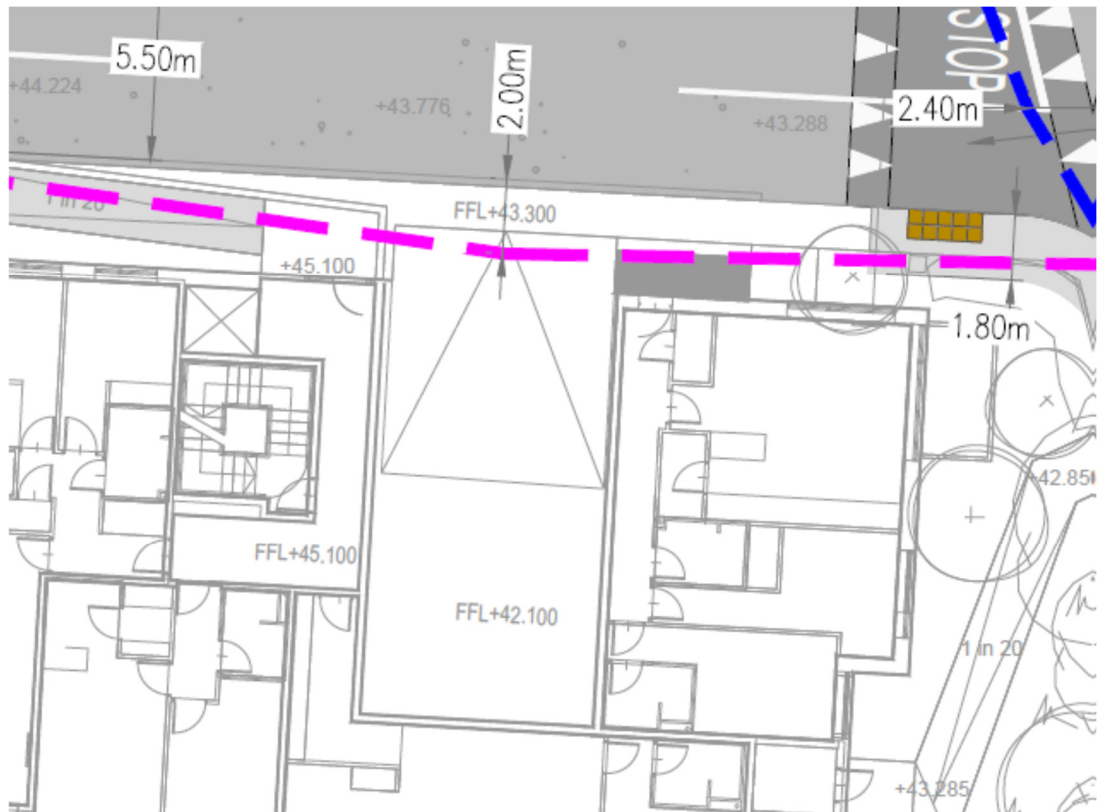 STOP
5.50m
2.00m
+44.224
+43.776
2.40m
+43.288
1 in 20
FFL+43.300
+45.100
1.80m
+42.85
FFL+45.100
FFL+42.100
1 in 20
+43.285